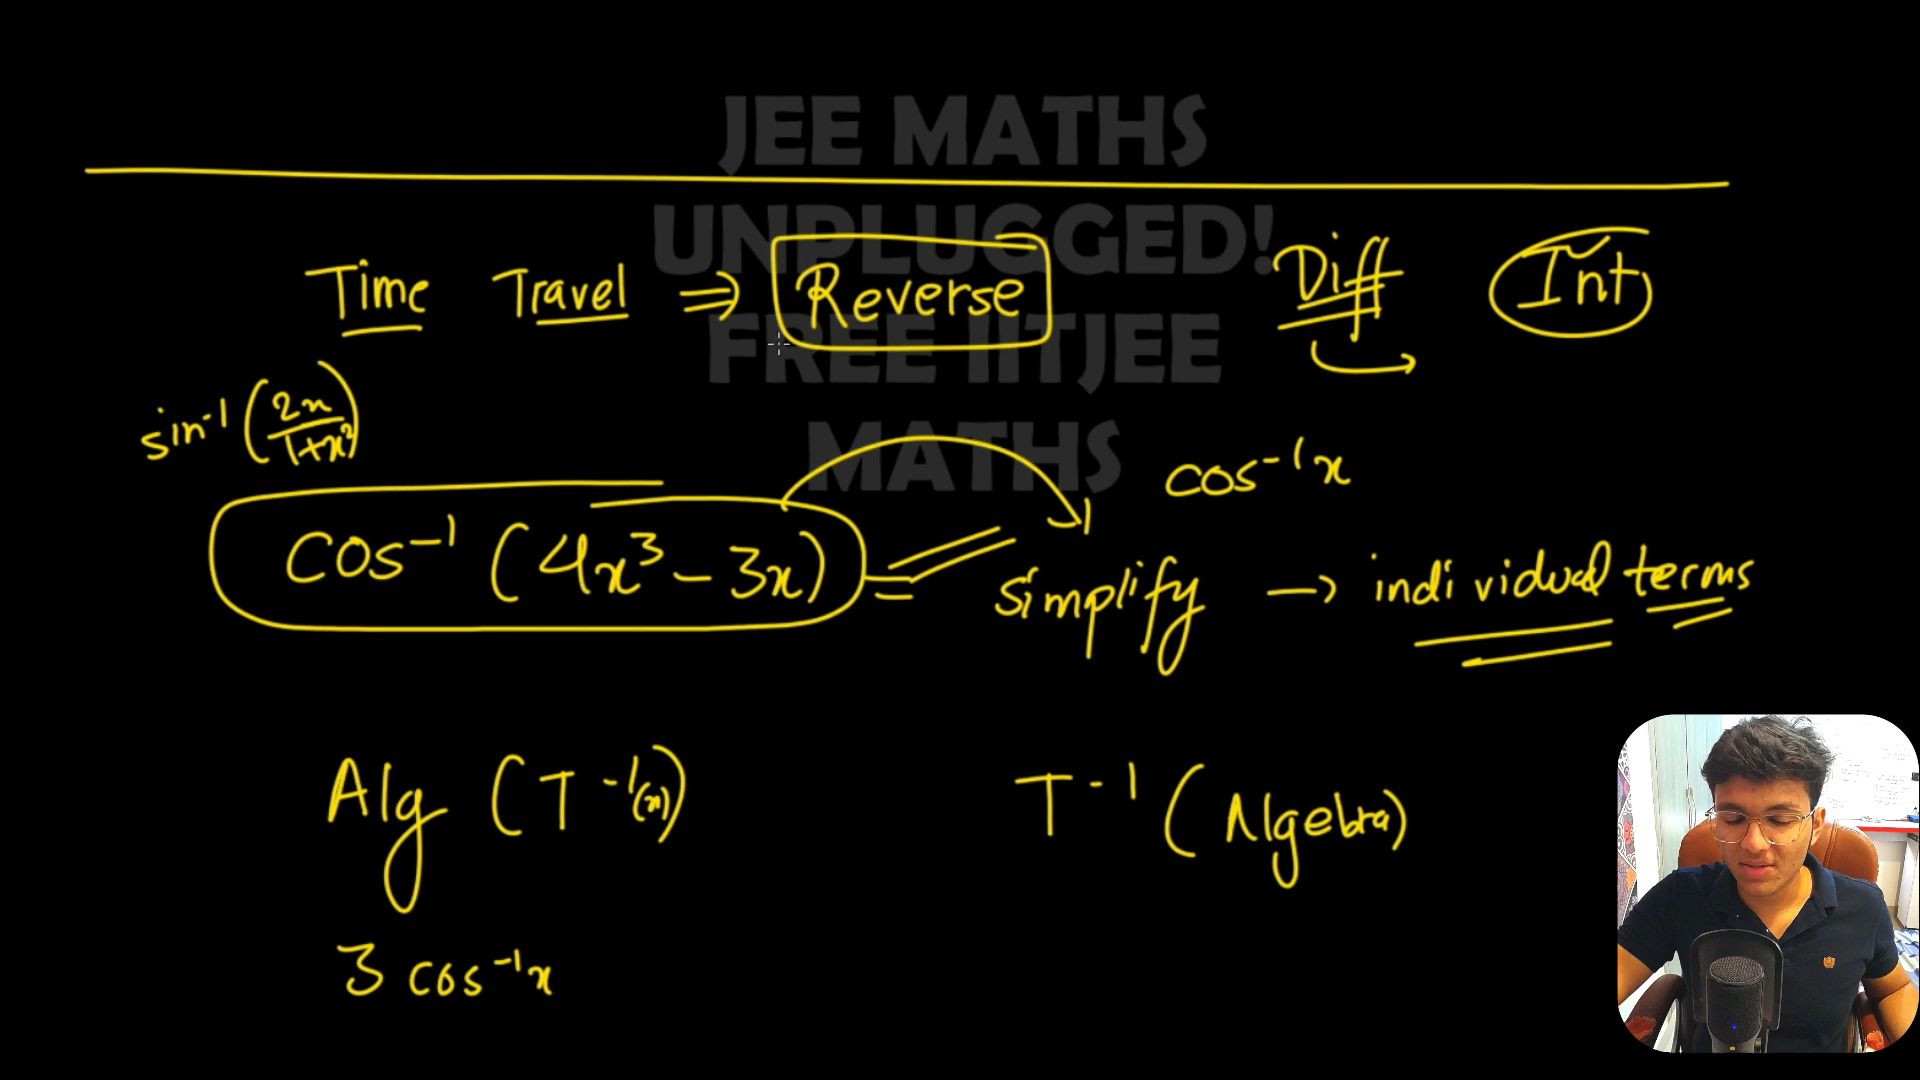 JEE MATHS
UNPLUGGED!
FREE IITJEE
MATHS
Time Travel ⇒ Reverse Diff Int
sin⁻¹ (2x/1+x²)
cos⁻¹x
cos⁻¹ (4x³ – 3x) =
simplify → individual terms
Alg (T⁻¹(x)) T⁻¹ (Algebra)
3 cos⁻¹x